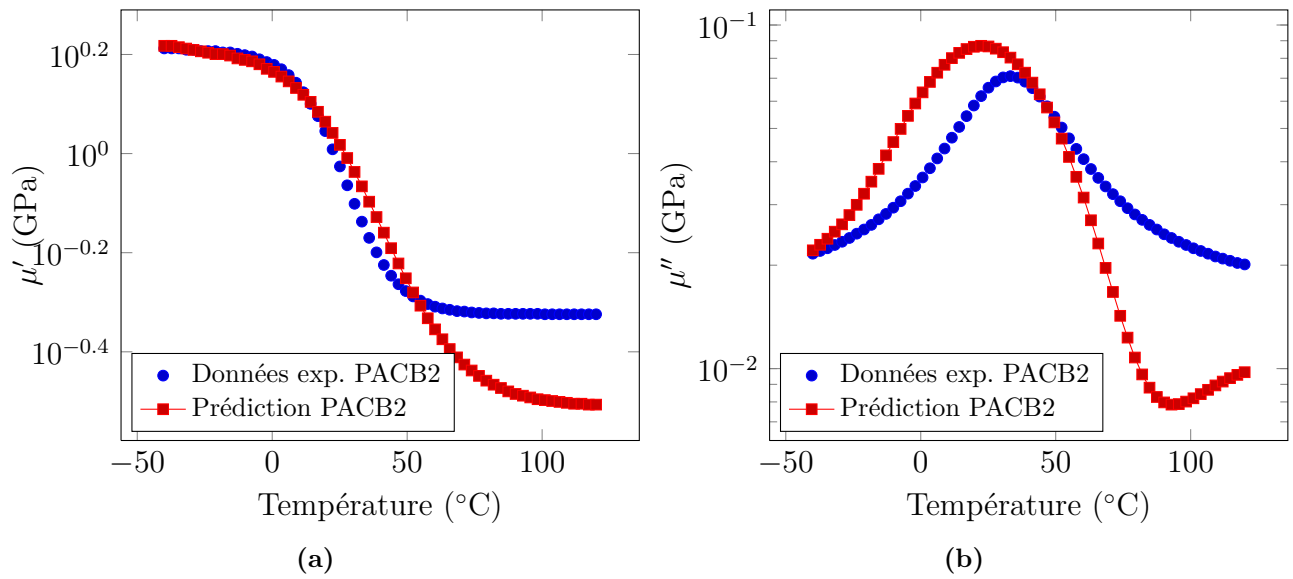 10^0.2
10^0
10^−0.2
10^−0.4
μ′ (GPa)
Données exp. PACB2
Prédiction PACB2
−50 0 50 100
Température (°C)
(a)
10^−1
10^−2
μ″ (GPa)
Données exp. PACB2
Prédiction PACB2
−50 0 50 100
Température (°C)
(b)